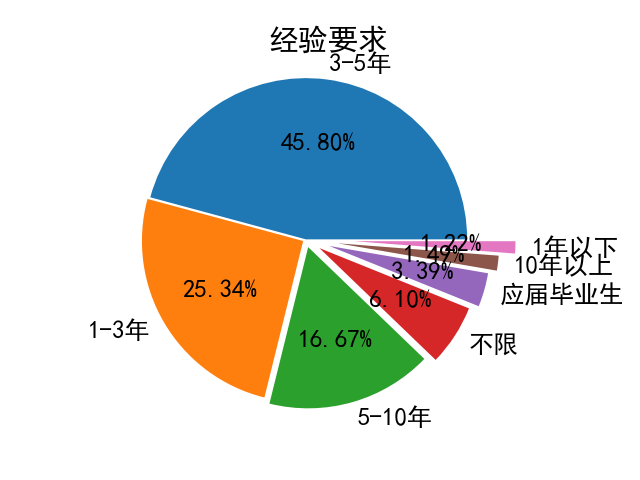 经验要求
3-5年
45.80%
25.34%
1-3年
16.67%
5-10年
6.10%
不限
3.39%
应届毕业生
1.49%
10年以上
1.22%
1年以下